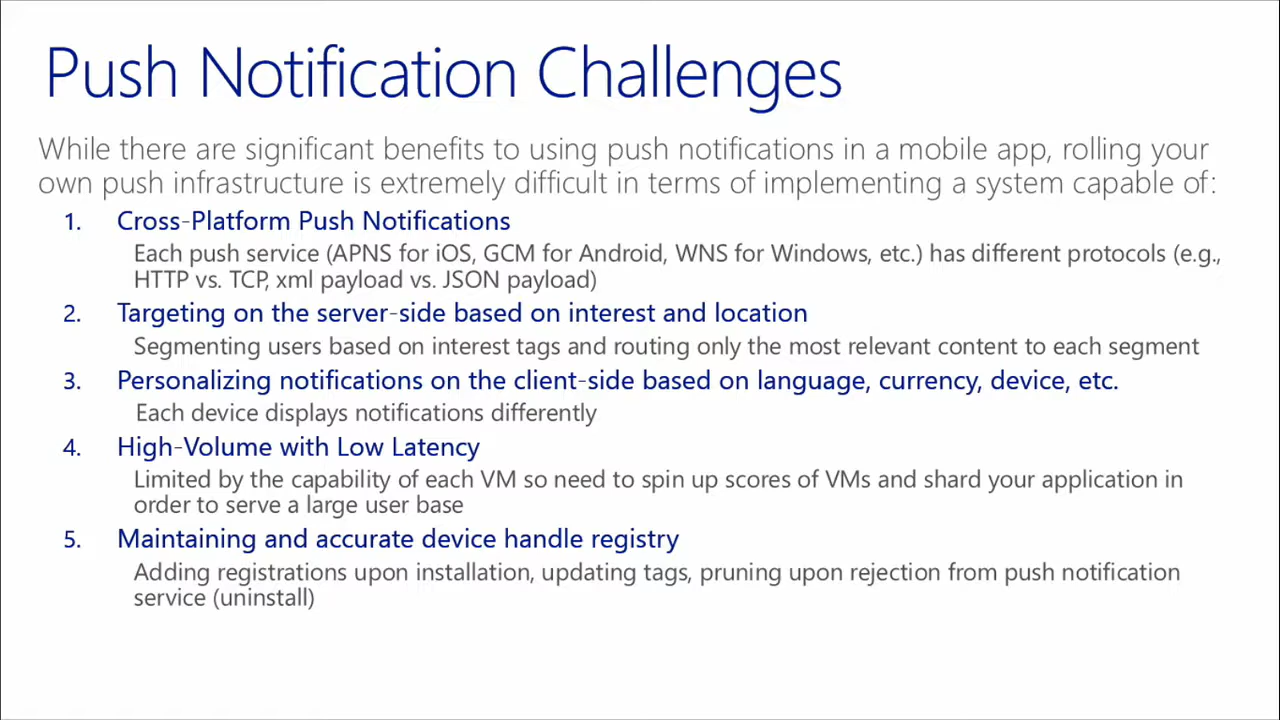 Push Notification Challenges
While there are significant benefits to using push notifications in a mobile app, rolling your
own push infrastructure is extremely difficult in terms of implementing a system capable of:
1. Cross-Platform Push Notifications
Each push service (APNS for iOS, GCM for Android, WNS for Windows, etc.) has different protocols (e.g.,
HTTP vs. TCP, xml payload vs. JSON payload)
2. Targeting on the server-side based on interest and location
Segmenting users based on interest tags and routing only the most relevant content to each segment
3. Personalizing notifications on the client-side based on language, currency, device, etc.
Each device displays notifications differently
4. High-Volume with Low Latency
Limited by the capability of each VM so need to spin up scores of VMs and shard your application in
order to serve a large user base
5. Maintaining and accurate device handle registry
Adding registrations upon installation, updating tags, pruning upon rejection from push notification
service (uninstall)